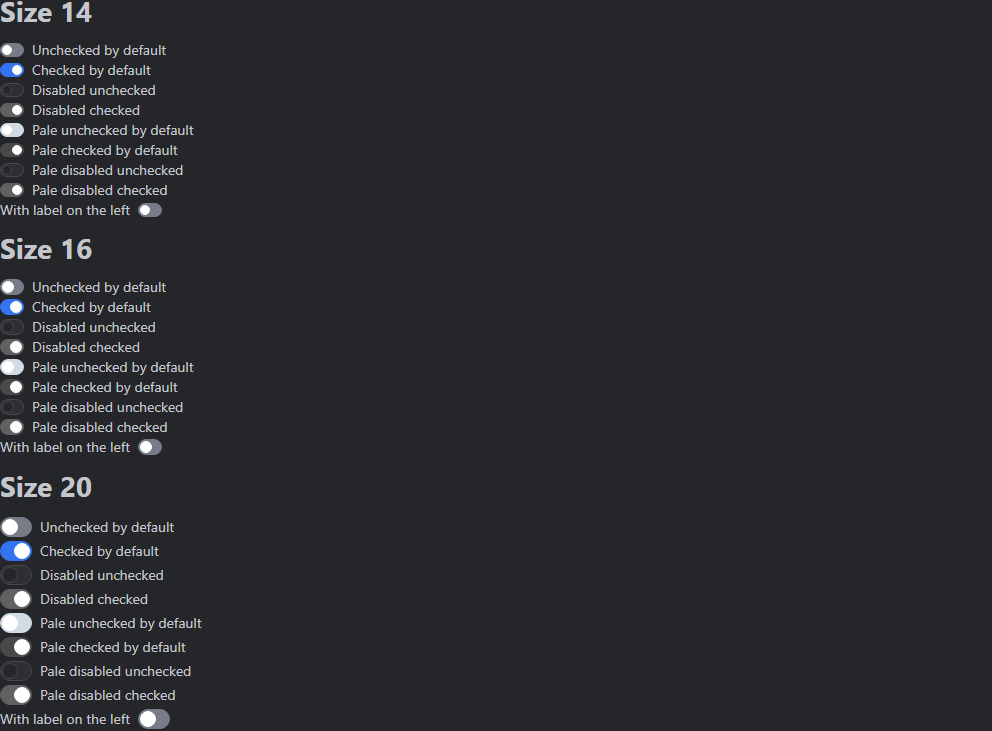 Size 14
Unchecked by default
Checked by default
Disabled unchecked
Disabled checked
Pale unchecked by default
Pale checked by default
Pale disabled unchecked
Pale disabled checked
With label on the left
Size 16
Unchecked by default
Checked by default
Disabled unchecked
Disabled checked
Pale unchecked by default
Pale checked by default
Pale disabled unchecked
Pale disabled checked
With label on the left
Size 20
Unchecked by default
Checked by default
Disabled unchecked
Disabled checked
Pale unchecked by default
Pale checked by default
Pale disabled unchecked
Pale disabled checked
With label on the left